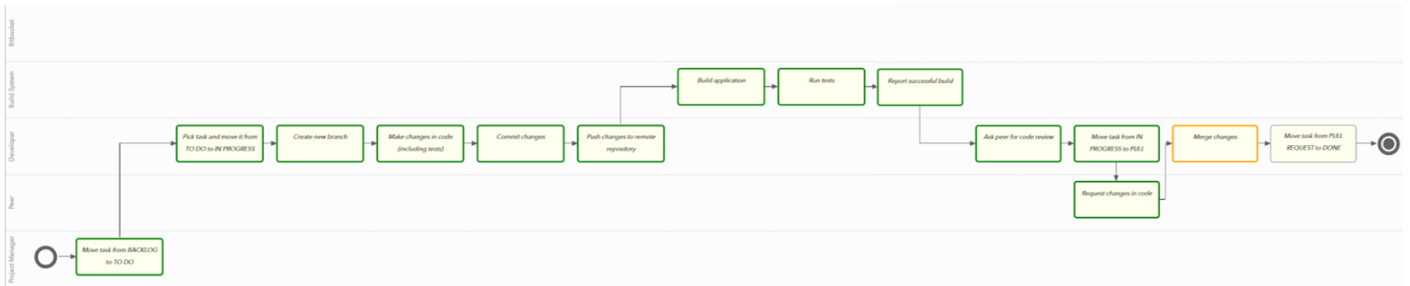 Bitbucket
Build System
Build application
Run tests
Report successful build
Developer
Pick task and move it from
TO DO to IN PROGRESS
Create new branch
Make changes in code
(including tests)
Commit changes
Push changes to remote
repository
Ask peer for code review
Move task from IN
PROGRESS to PULL
Merge changes
Move task from PULL
REQUEST to DONE
Peer
Request changes in code
Project Manager
Move task from BACKLOG
to TO DO